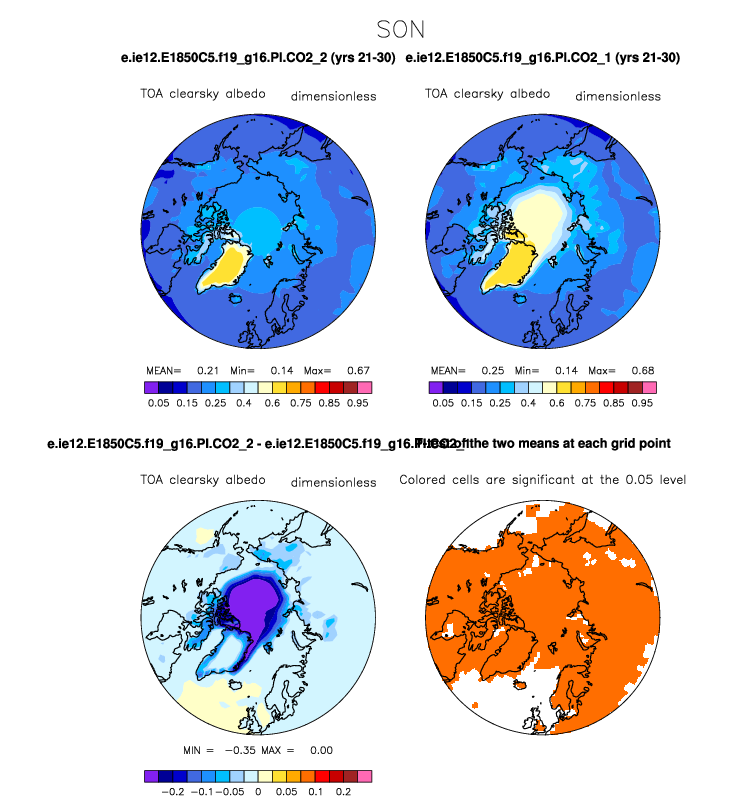 SON
e.ie12.E1850C5.f19_g16.PI.CO2_2 (yrs 21-30) e.ie12.E1850C5.f19_g16.PI.CO2_1 (yrs 21-30)
TOA clearsky albedo dimensionless TOA clearsky albedo dimensionless
MEAN= 0.21 Min= 0.14 Max= 0.67 MEAN= 0.25 Min= 0.14 Max= 0.68
0.05 0.15 0.25 0.4 0.6 0.75 0.85 0.95 0.05 0.15 0.25 0.4 0.6 0.75 0.85 0.95
e.ie12.E1850C5.f19_g16.PI.CO2_2 - e.ie12.E1850C5.f19_g16.PI.CO2_1 of the two means at each grid point
TOA clearsky albedo dimensionless Colored cells are significant at the 0.05 level
MIN = -0.35 MAX = 0.00
-0.2 -0.1 -0.05 0 0.05 0.1 0.2